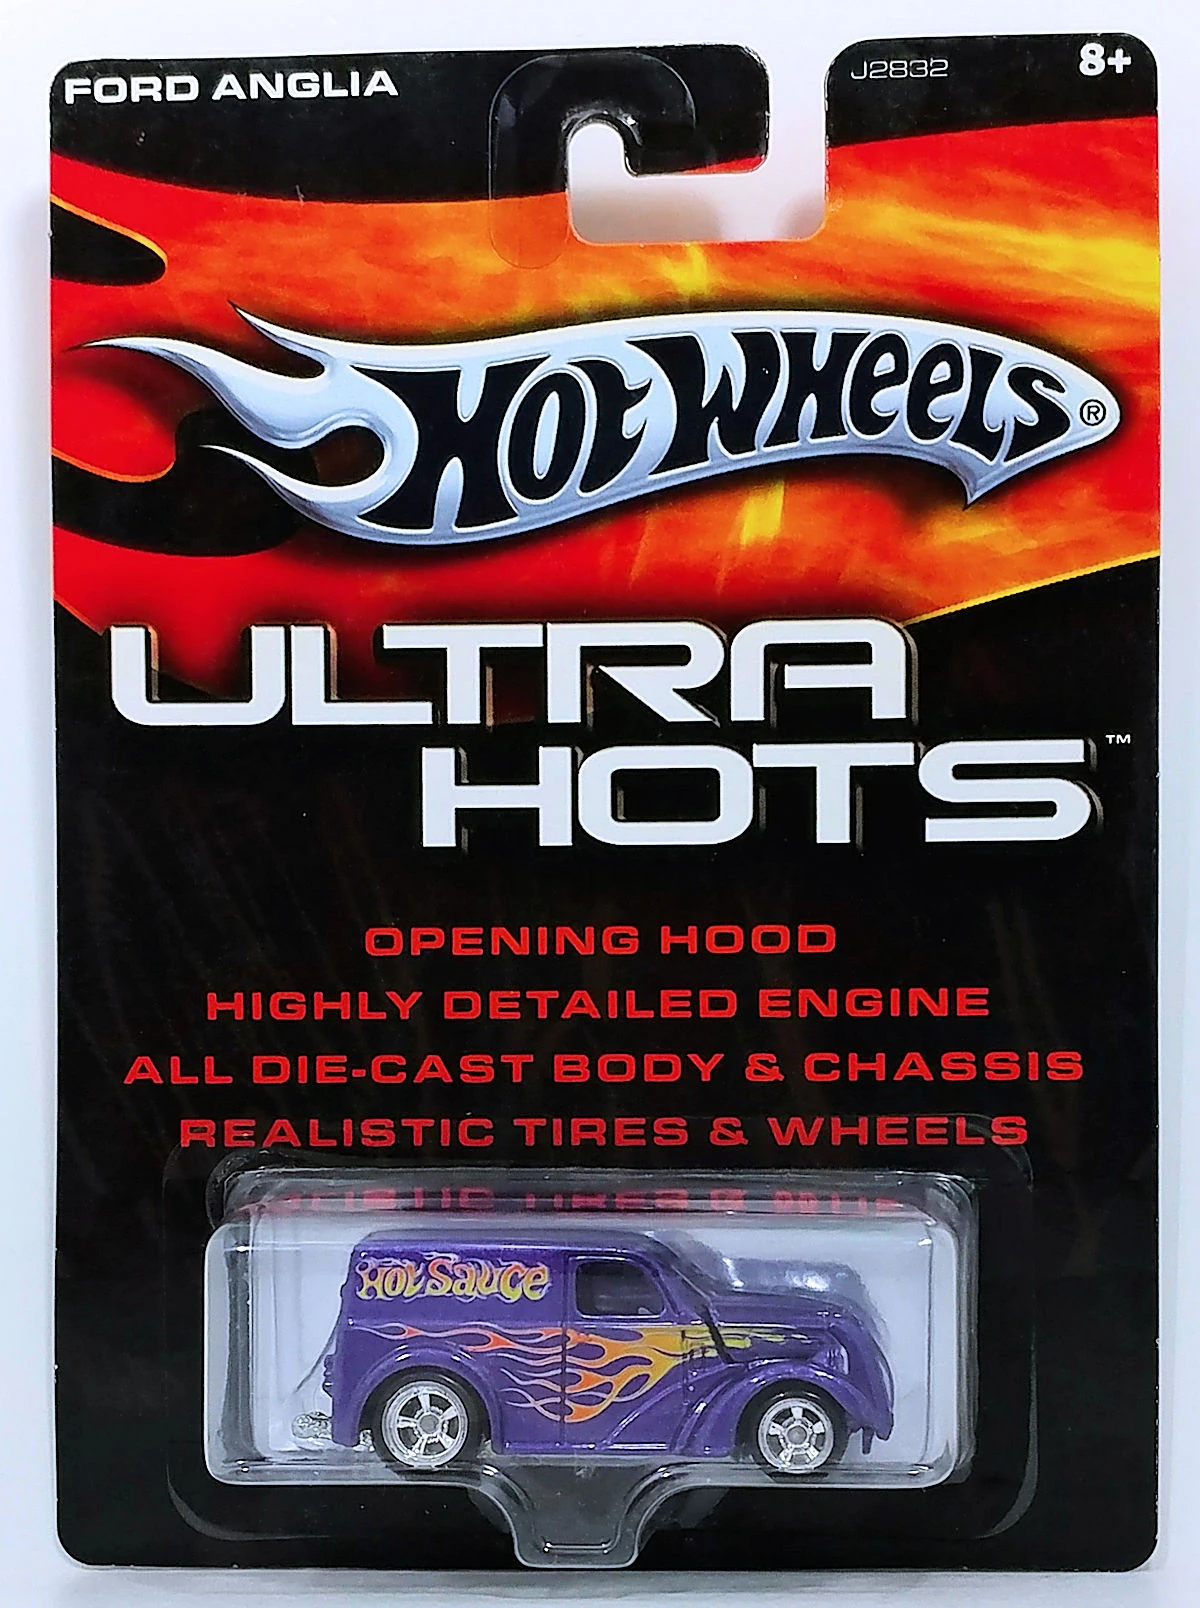 FORD ANGLIA
J2832
8+
HOT WHEELS®
ULTRA
HOTS™
OPENING HOOD
HIGHLY DETAILED ENGINE
ALL DIE-CAST BODY & CHASSIS
REALISTIC TIRES & WHEELS
Hot Sauce